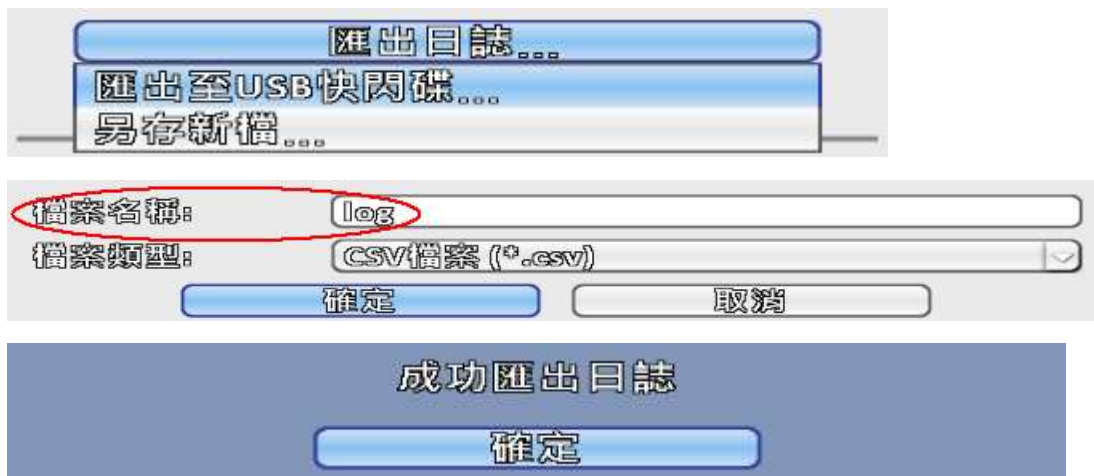 匯出日誌...
匯出至USB快閃碟...
另存新檔...
檔案名稱: log
檔案類型: CSV檔案 (*.csv)
確定 取消
成功匯出日誌
確定